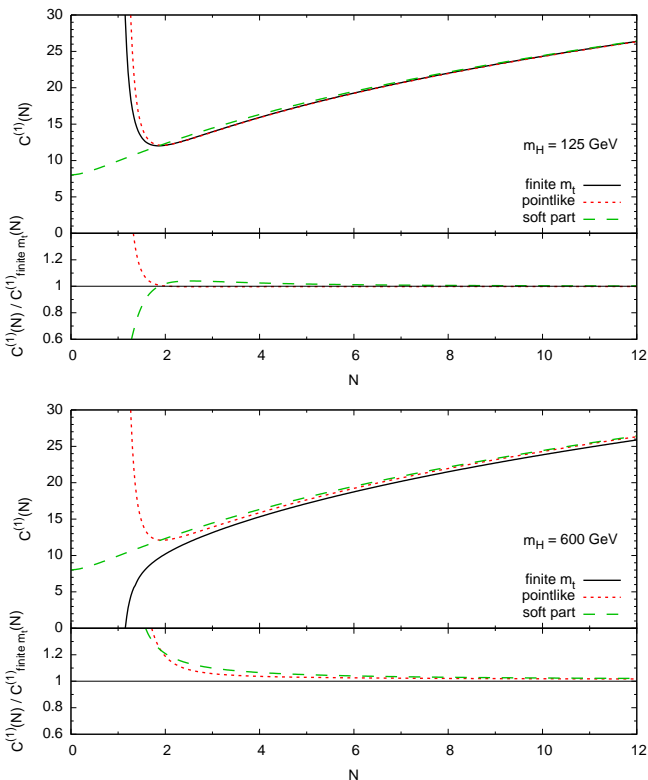 30
25
20
15
10
5
0
C^(1)(N)
m_H = 125 GeV
finite m_t
pointlike
soft part
1.2
1
0.8
0.6
C^(1)(N) / C^(1)_finite m_t(N)
0 2 4 6 8 10 12
N
30
25
20
15
10
5
0
C^(1)(N)
m_H = 600 GeV
finite m_t
pointlike
soft part
1.2
1
0.8
0.6
C^(1)(N) / C^(1)_finite m_t(N)
0 2 4 6 8 10 12
N